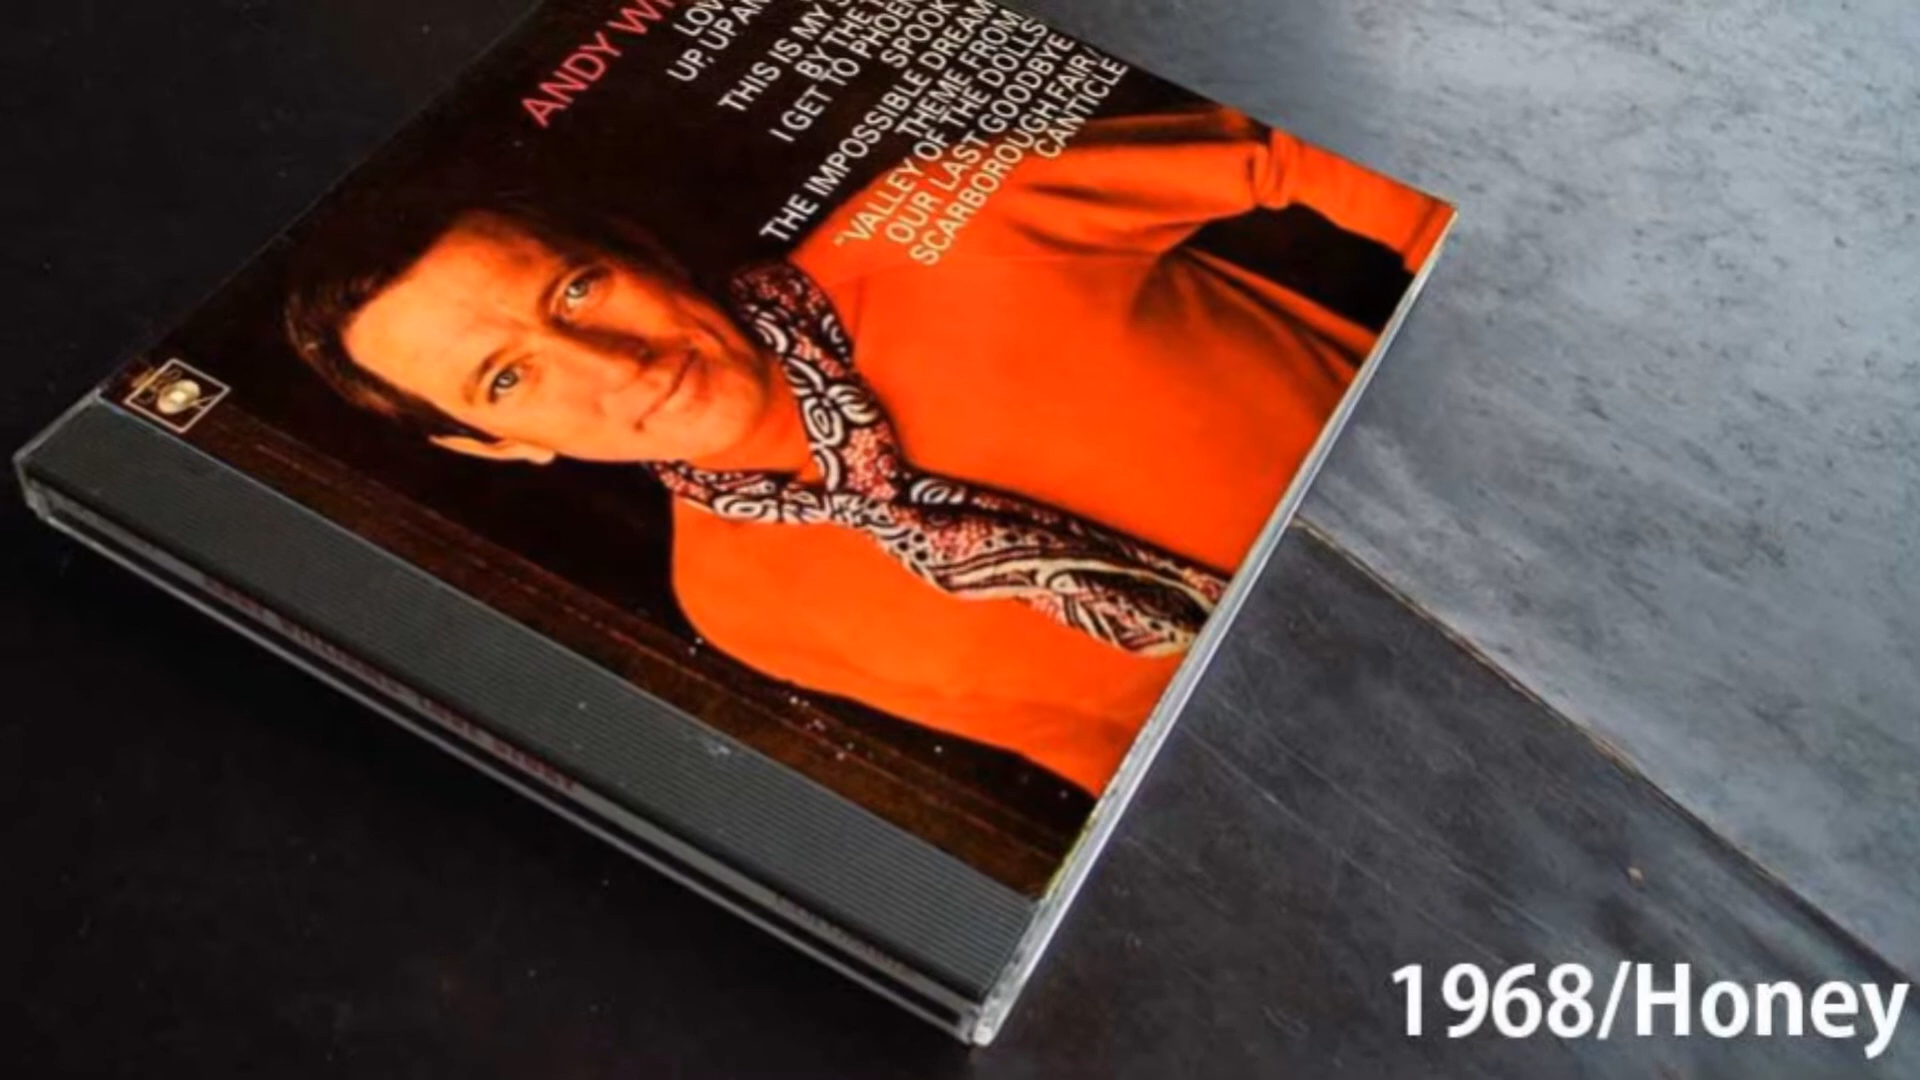 ANDY WI
LOV
UP, UP AN
THIS IS MY S
BY THE T
I GET TO PHOEN
SPOOK
THE IMPOSSIBLE DREAM
THEME FROM
"VALLEY OF THE DOLLS
OUR LAST GOODBYE
SCARBOROUGH FAIR/
CANTICLE
1968/Honey